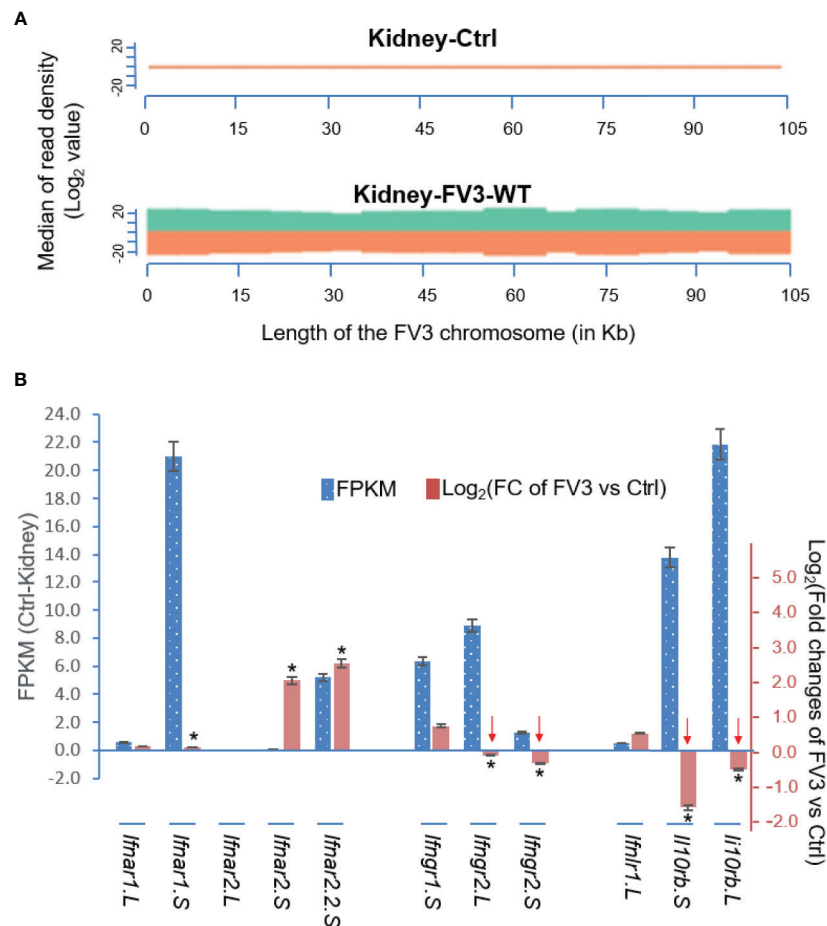 A
Kidney-Ctrl
20
-20
0 15 30 45 60 75 90 105
Median of read density
(Log2 value)
Kidney-FV3-WT
20
-20
0 15 30 45 60 75 90 105
Length of the FV3 chromosome (in Kb)
B
FPKM (Ctrl-Kidney)
24.0
22.0
20.0
18.0
16.0
14.0
12.0
10.0
8.0
6.0
4.0
2.0
0.0
-2.0
FPKM
Log2(FC of FV3 vs Ctrl)
* * * * * * *
5.0
4.0
3.0
2.0
1.0
0.0
-1.0
-2.0
Log2(Fold changes of FV3 vs Ctrl)
Ifnar1.L
Ifnar1.S
Ifnar2.L
Ifnar2.S
Ifnar2.2.S
Ifngr1.S
Ifngr2.L
Ifngr2.S
Ifnlr1.L
Il10rb.S
Ii10rb.L